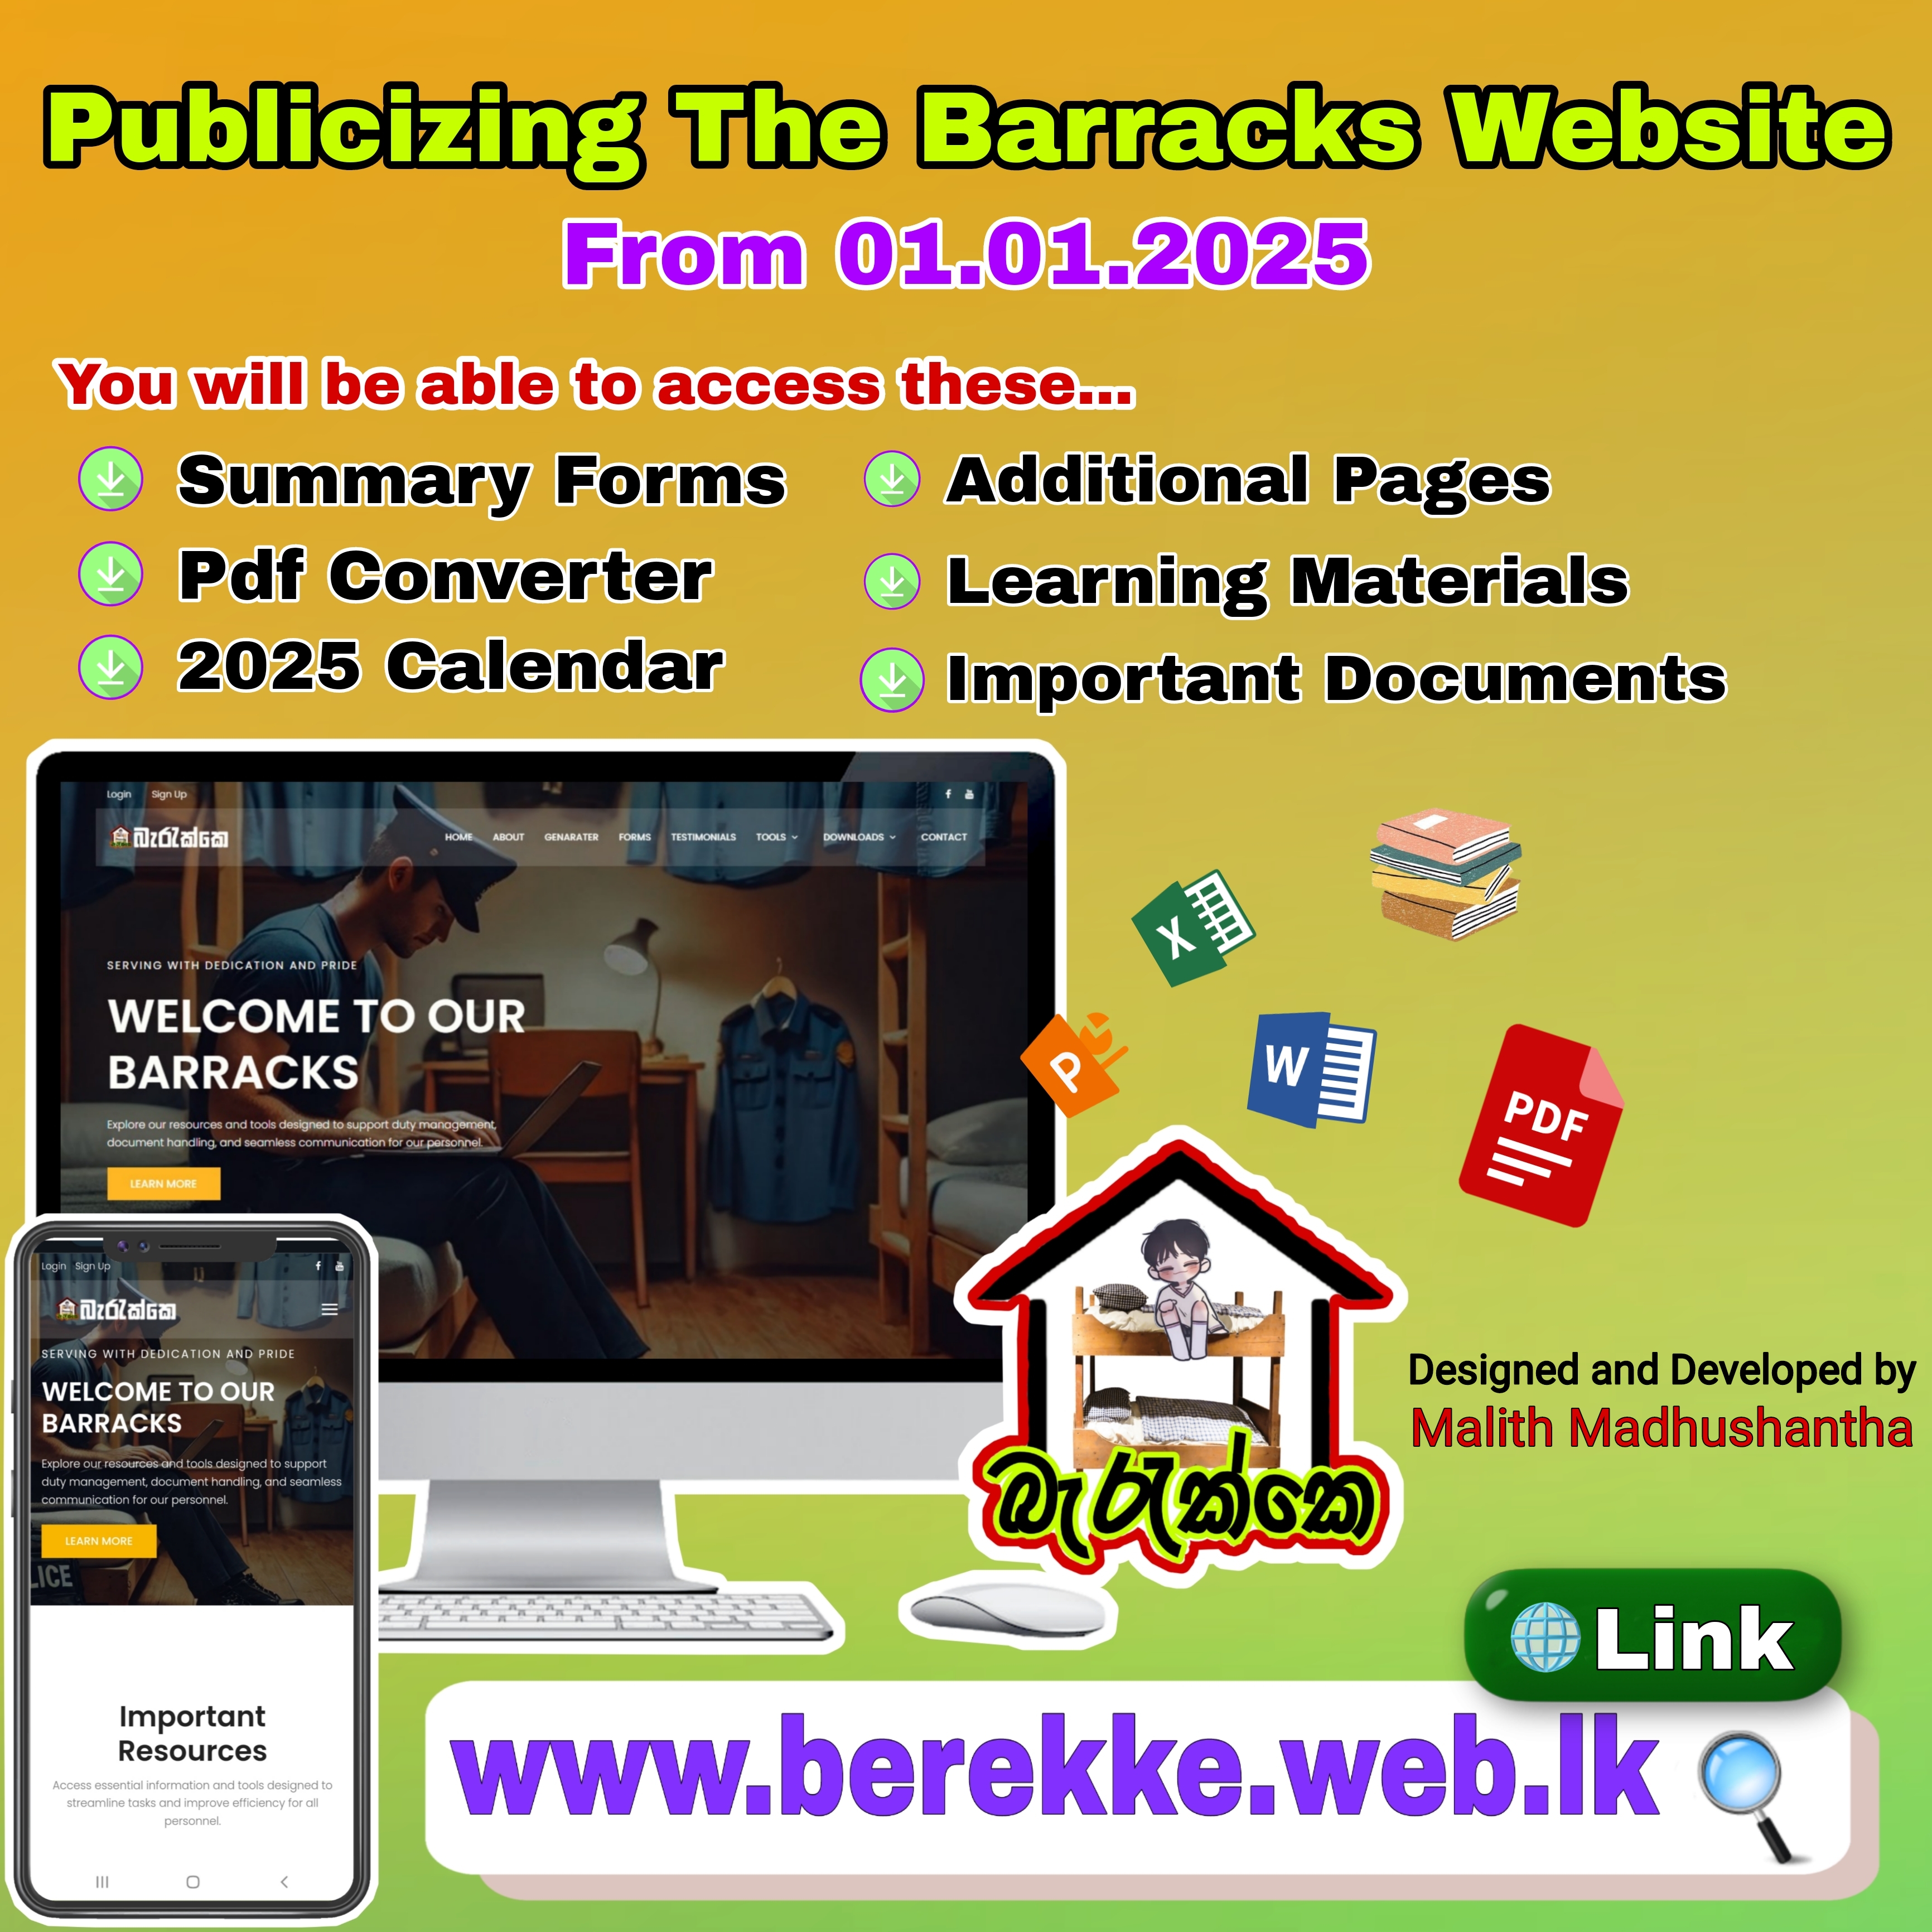 Publicizing The Barracks Website
From 01.01.2025
You will be able to access these...
Summary Forms
Pdf Converter
2025 Calendar
Additional Pages
Learning Materials
Important Documents
Login Sign Up
බැරැක්කෙ
HOME ABOUT GENARATER FORMS TESTIMONIALS TOOLS DOWNLOADS CONTACT
SERVING WITH DEDICATION AND PRIDE
WELCOME TO OUR
BARRACKS
Explore our resources and tools designed to support duty management,
document handling, and seamless communication for our personnel.
LEARN MORE
X
P
W
PDF
Login Sign Up
බැරැක්කෙ
SERVING WITH DEDICATION AND PRIDE
WELCOME TO OUR
BARRACKS
Explore our resources and tools designed to support
duty management, document handling, and seamless
communication for our personnel.
LEARN MORE
LICE
Important
Resources
Access essential information and tools designed to
streamline tasks and improve efficiency for all
personnel.
බැරැක්කෙ
Designed and Developed by
Malith Madhushantha
Link
www.berekke.web.lk